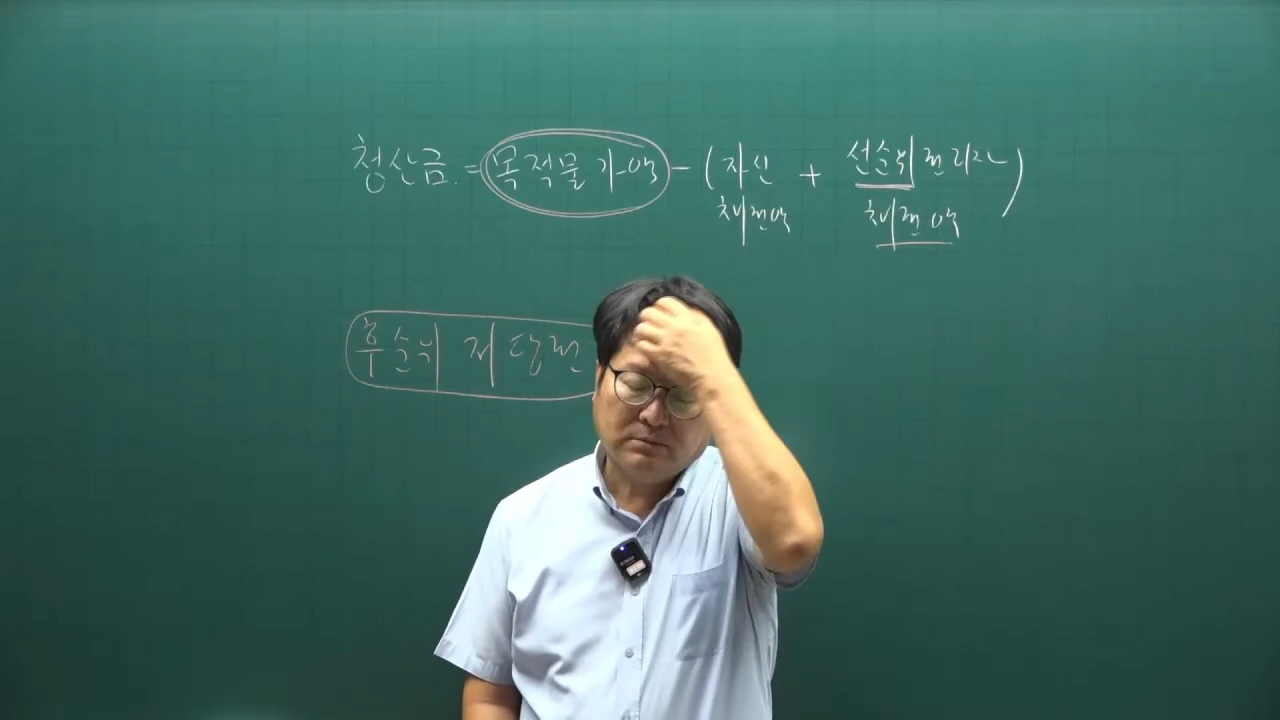 청산금 = 목적물 가액 - (자신 + 선순위 권리자)
채권액 채권액
후순위 저당권